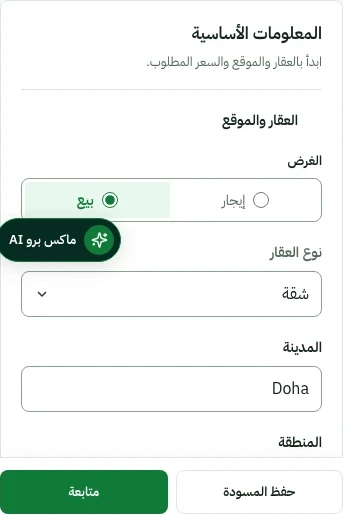 المعلومات الأساسية
ابدأ بالعقار والموقع والسعر المطلوب.
العقار والموقع
الغرض
إيجار
بيع
ماكس برو AI
نوع العقار
شقة
المدينة
Doha
المنطقة
حفظ المسودة
متابعة